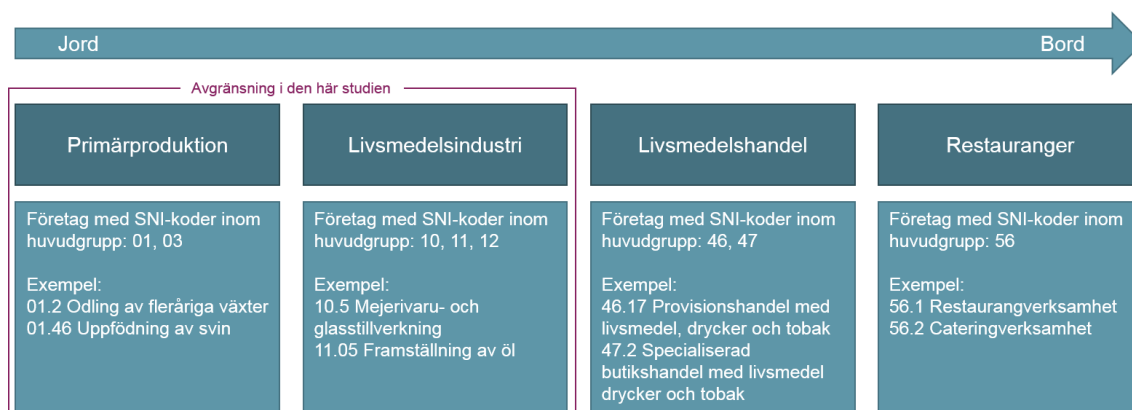 Jord
Bord
Avgränsning i den här studien
Primärproduktion
Livsmedelsindustri
Livsmedelshandel
Restauranger
Företag med SNI-koder inom
huvudgrupp: 01, 03
Exempel:
01.2 Odling av fleråriga växter
01.46 Uppfödning av svin
Företag med SNI-koder inom
huvudgrupp: 10, 11, 12
Exempel:
10.5 Mejerivaru- och
glasstillverkning
11.05 Framställning av öl
Företag med SNI-koder inom
huvudgrupp: 46, 47
Exempel:
46.17 Provisionshandel med
livsmedel, drycker och tobak
47.2 Specialiserad
butikshandel med livsmedel
drycker och tobak
Företag med SNI-koder inom
huvudgrupp: 56
Exempel:
56.1 Restaurangverksamhet
56.2 Cateringverksamhet